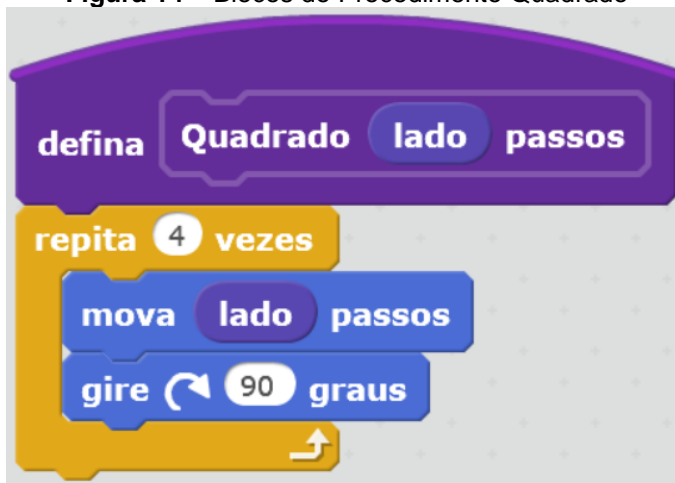 defina Quadrado lado passos
repita 4 vezes
mova lado passos
gire 90 graus